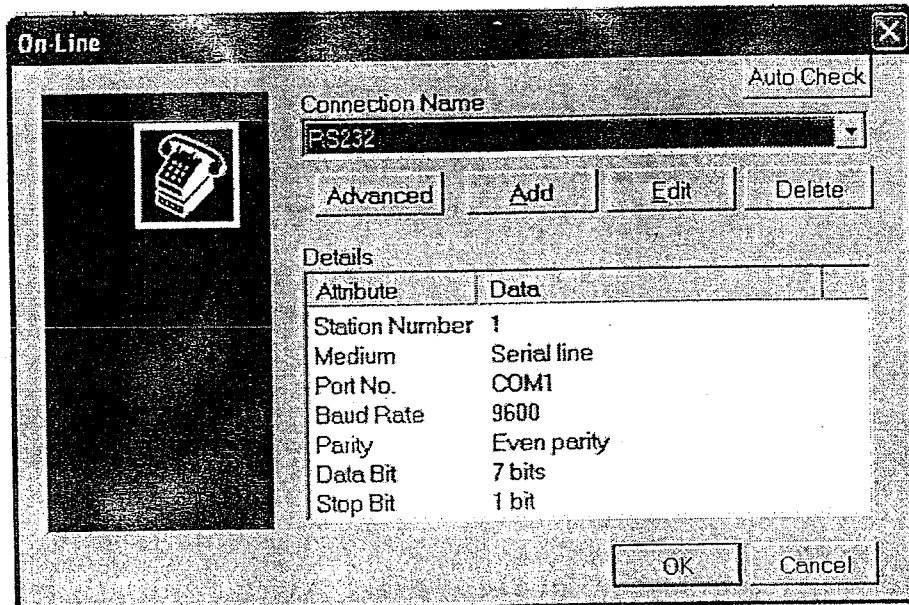 On-Line
Auto Check
Connection Name
RS232
Advanced Add Edit Delete
Details
Attribute Data
Station Number 1
Medium Serial line
Port No. COM1
Baud Rate 9600
Parity Even parity
Data Bit 7 bits
Stop Bit 1 bit
OK Cancel